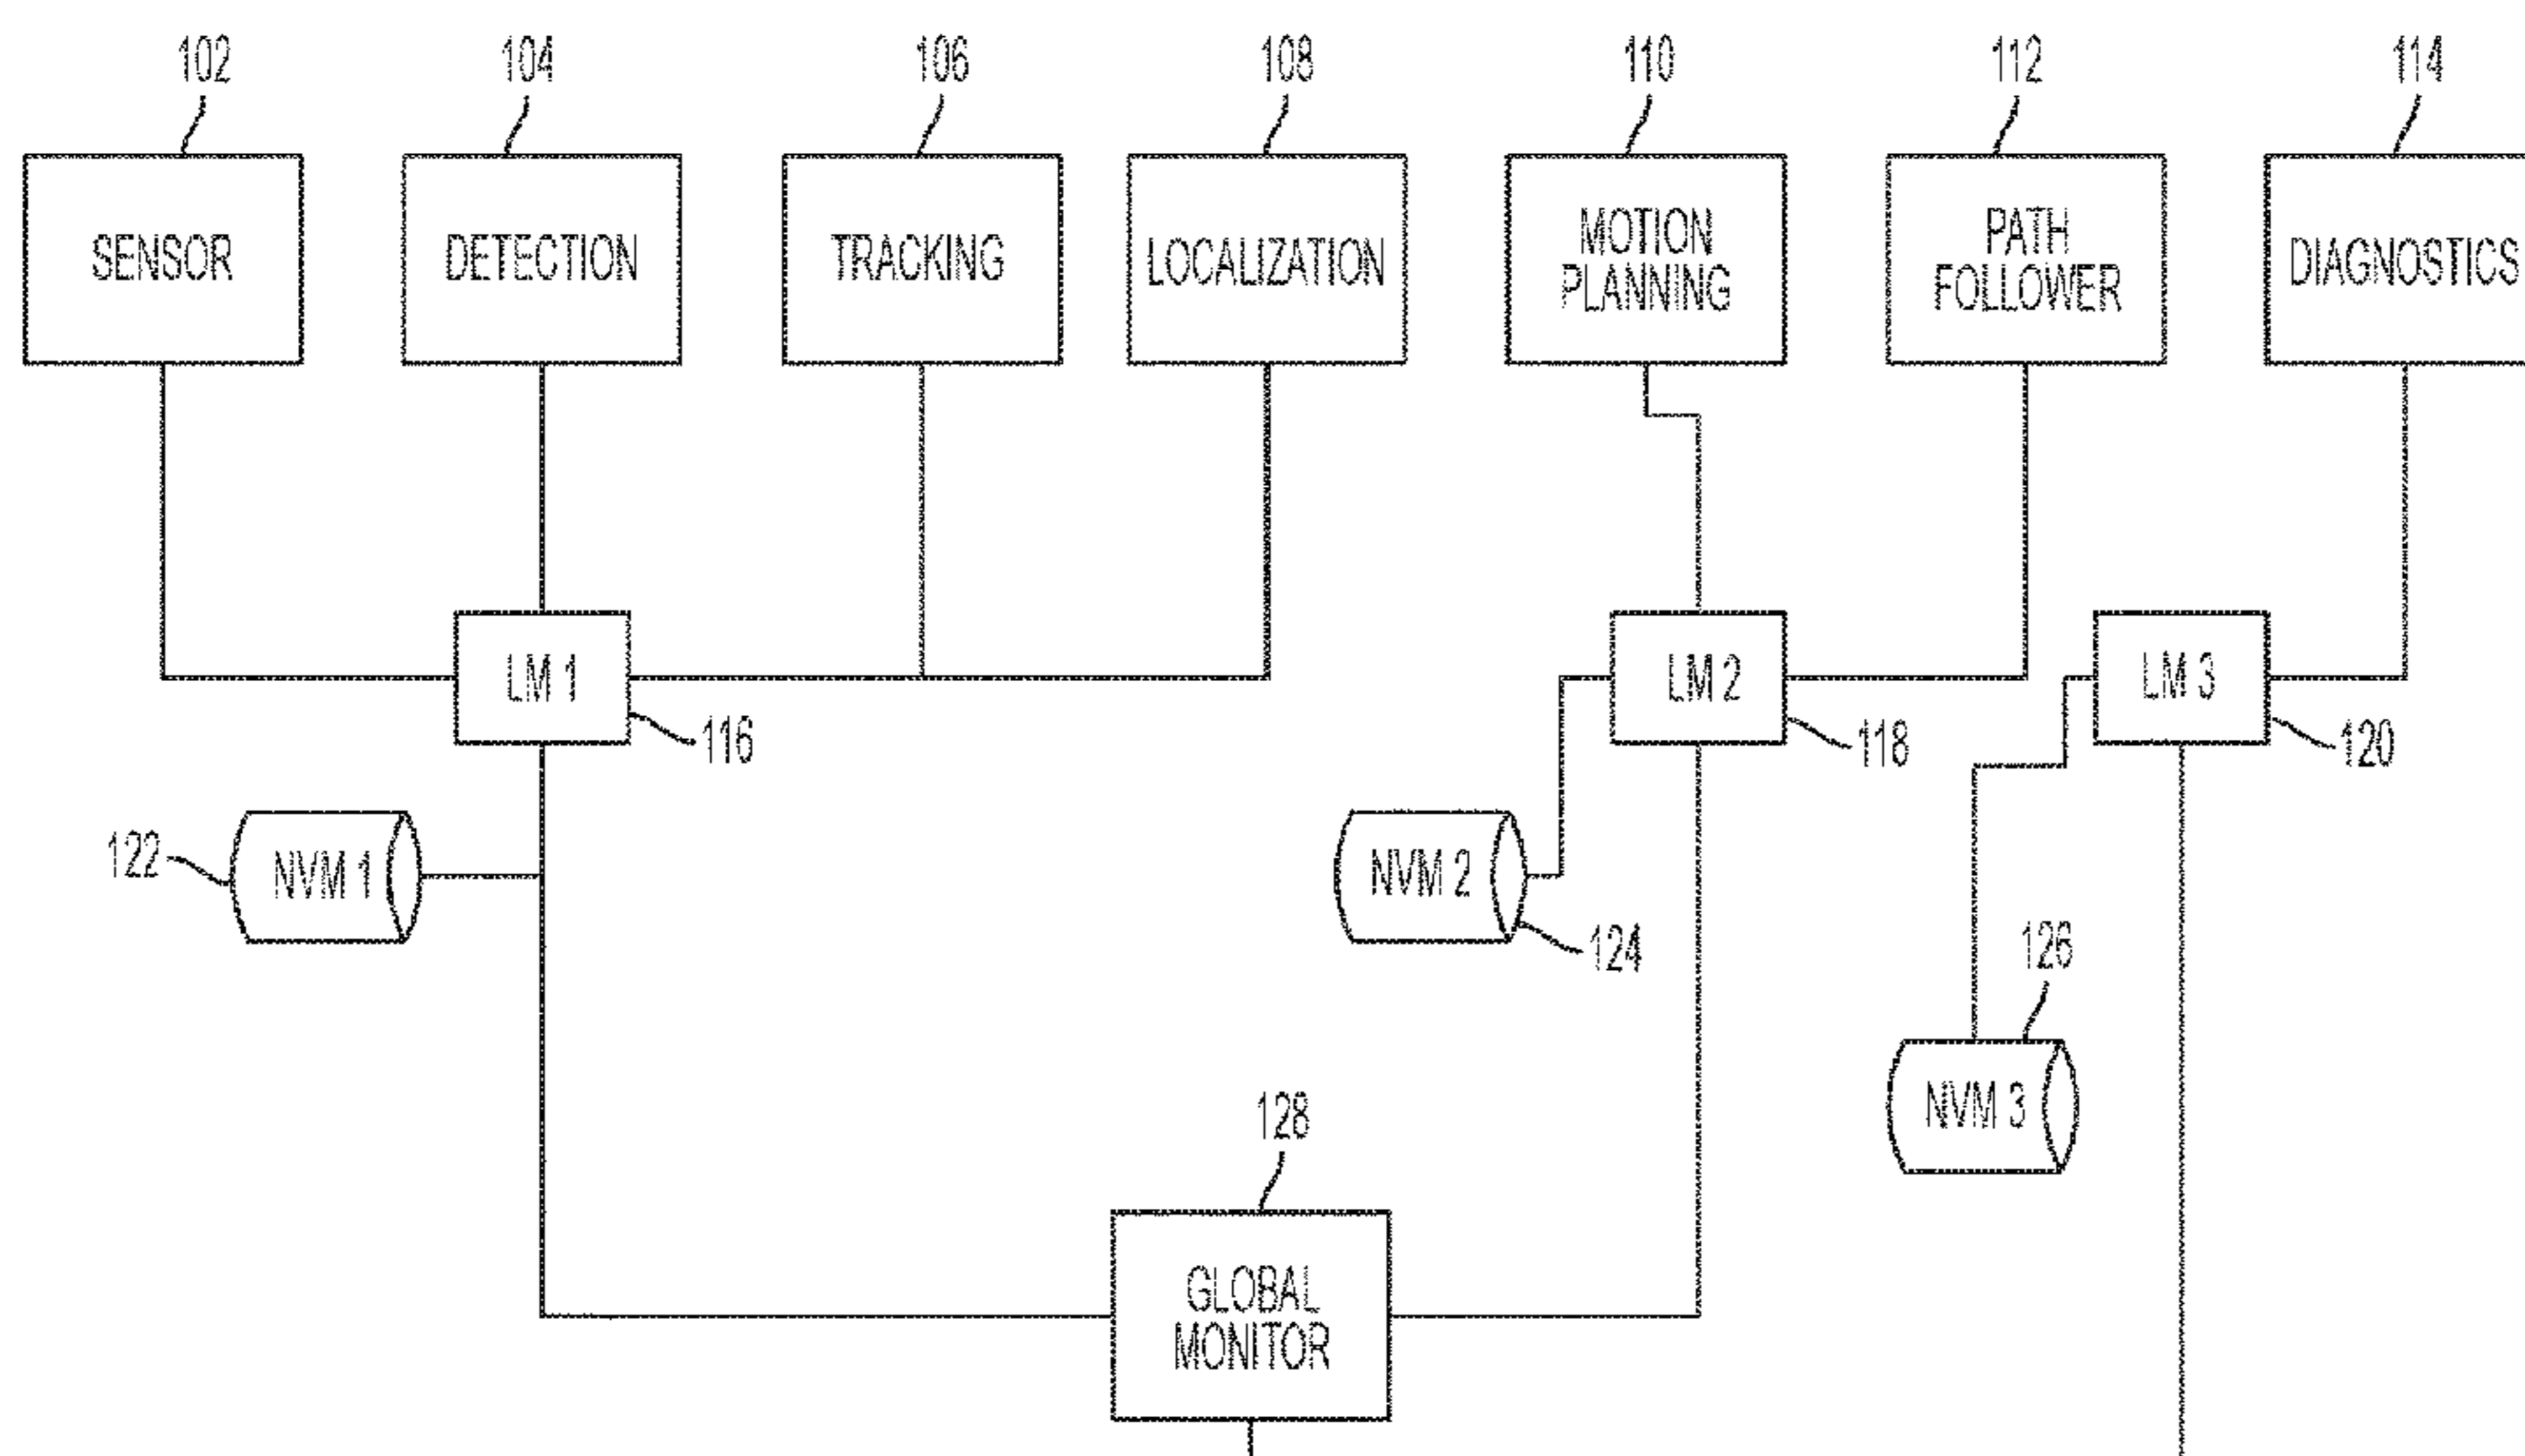 102
104
106
108
110
112
114
SENSOR
DETECTION
TRACKING
LOCALIZATION
MOTION
PLANNING
PATH
FOLLOWER
DIAGNOSTICS
LM 1
LM 2
LM 3
116
118
120
122
NVM 1
NVM 2
124
126
NVM 3
128
GLOBAL
MONITOR